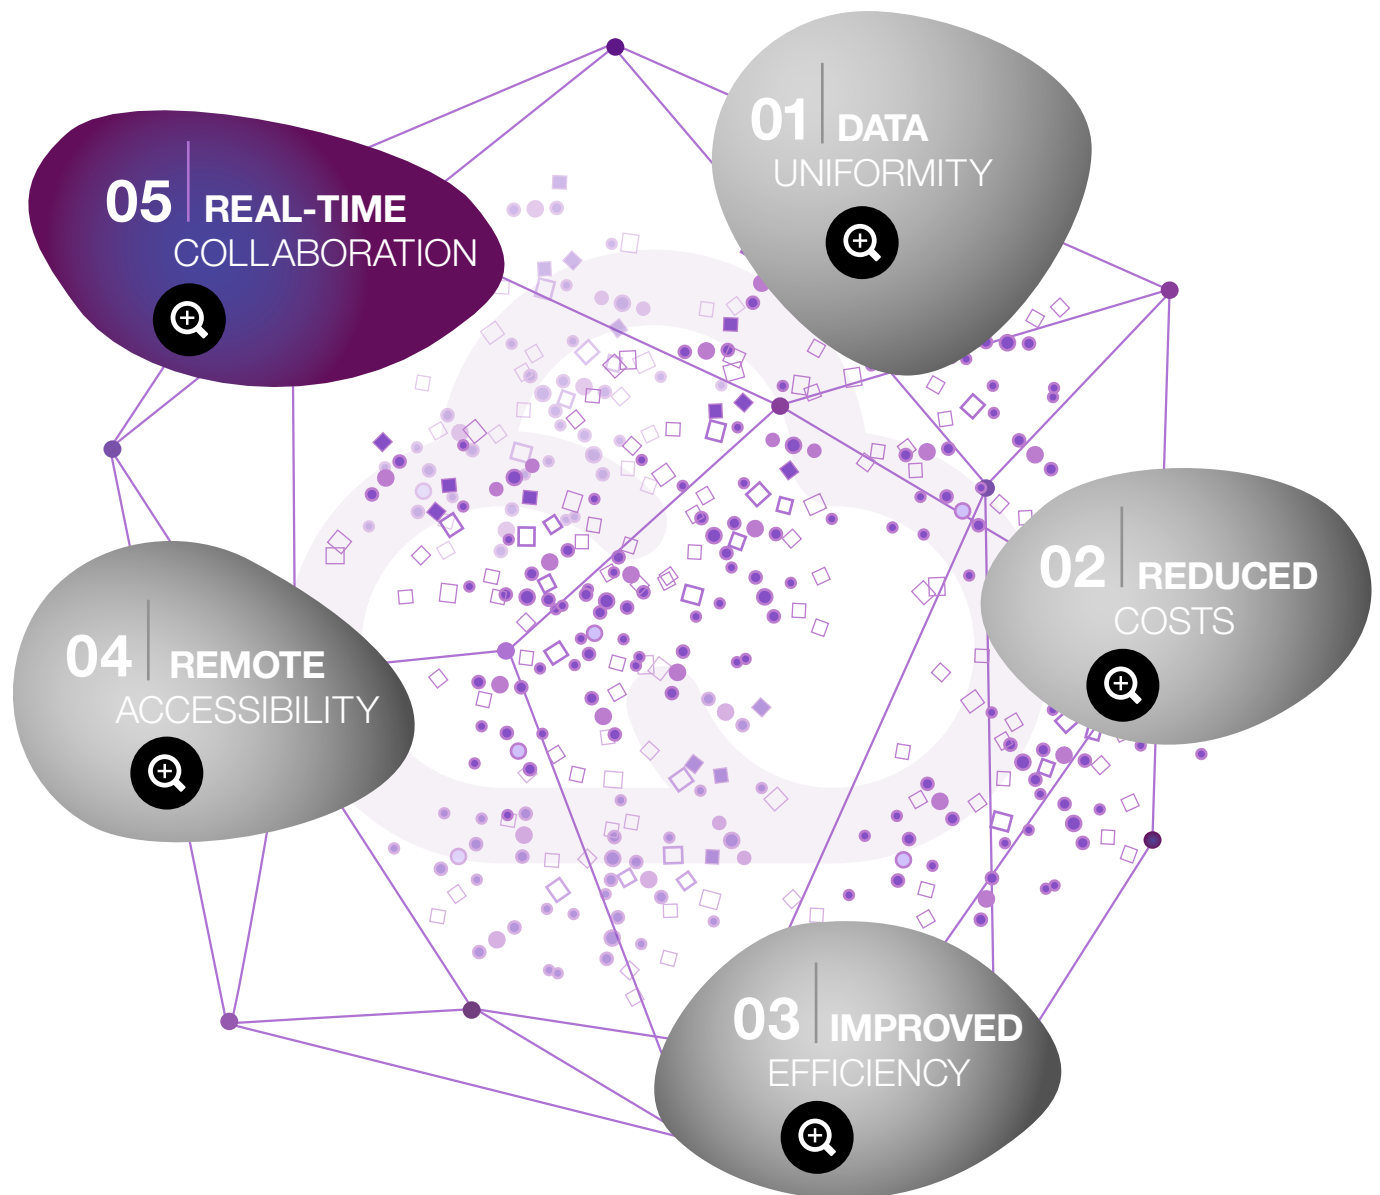 01 DATA
UNIFORMITY
02 REDUCED
COSTS
03 IMPROVED
EFFICIENCY
04 REMOTE
ACCESSIBILITY
05 REAL-TIME
COLLABORATION